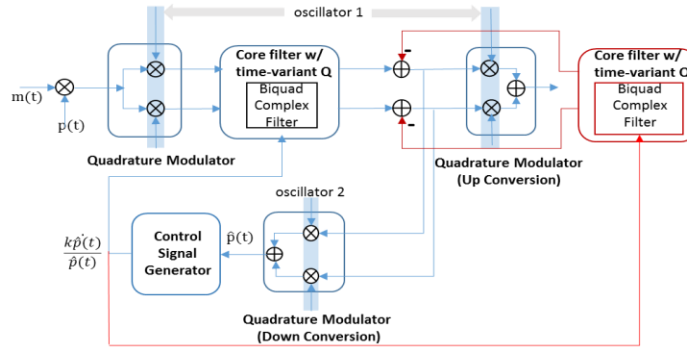 oscillator 1
Core filter w/
time-variant Q
Biquad
Complex
Filter
m(t)
p(t)
Quadrature Modulator
-
-
Quadrature Modulator
(Up Conversion)
Core filter w/
time-variant Q
Biquad
Complex
Filter
oscillator 2
kṗ̂(t)
p̂(t)
Control
Signal
Generator
p̂(t)
Quadrature Modulator
(Down Conversion)